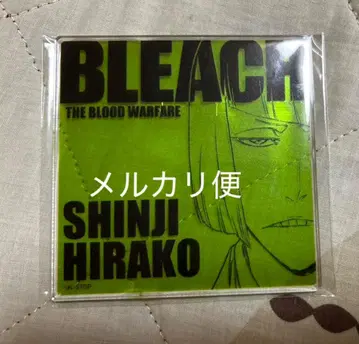 BLEACH
THE BLOOD WARFARE
メルカリ便
SHINJI
HIRAKO